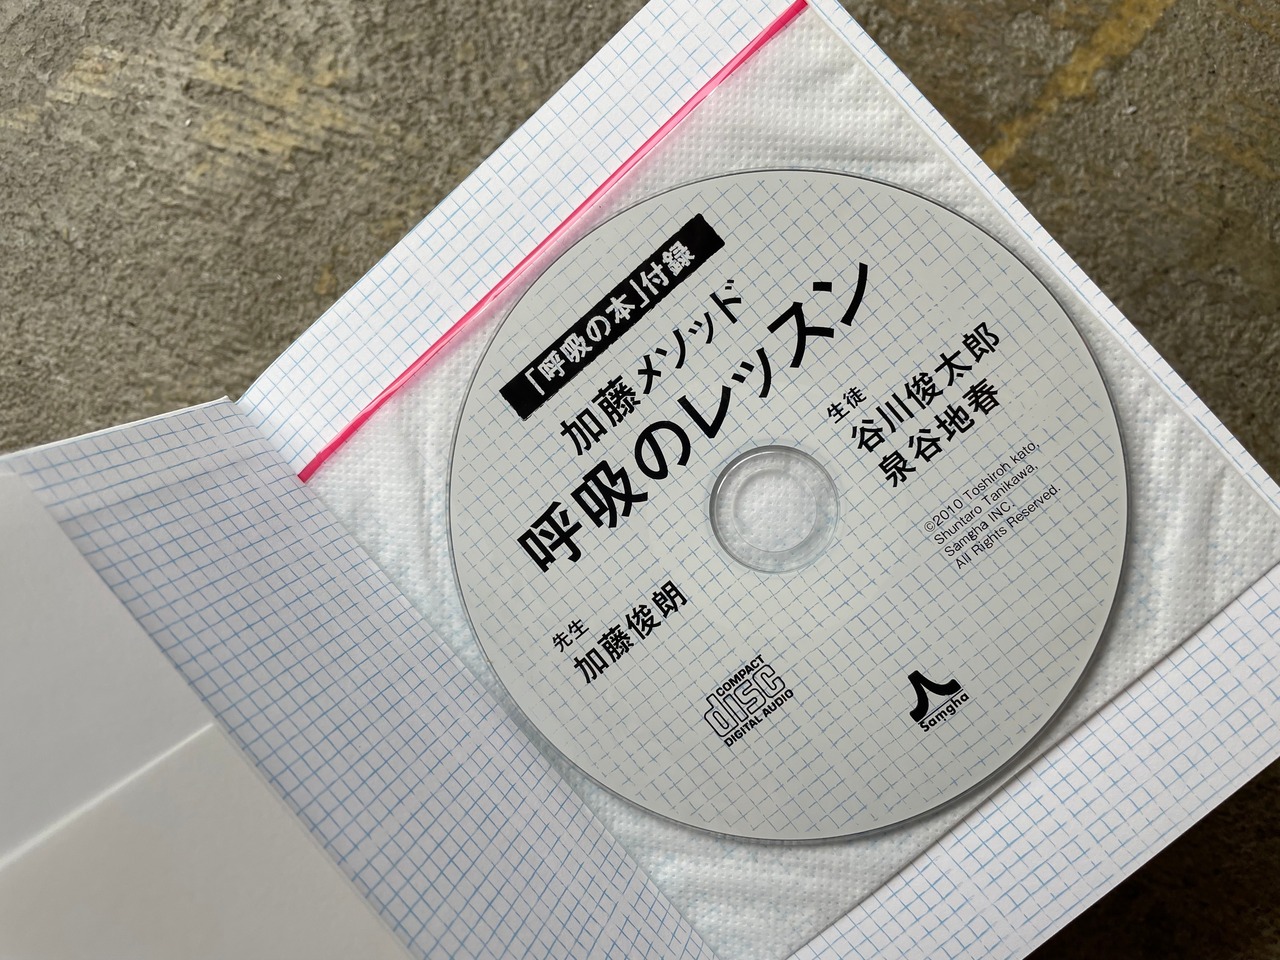 「呼吸の本」付録
加藤メソッド
呼吸のレッスン
生徒
谷川俊太郎
泉谷地春
©2010 Toshiroh kato,
Shuntaro Tanikawa,
Samgha INC.
All Rights Reserved.
先生
加藤俊朗
COMPACT
disc
DIGITAL AUDIO
Samgha